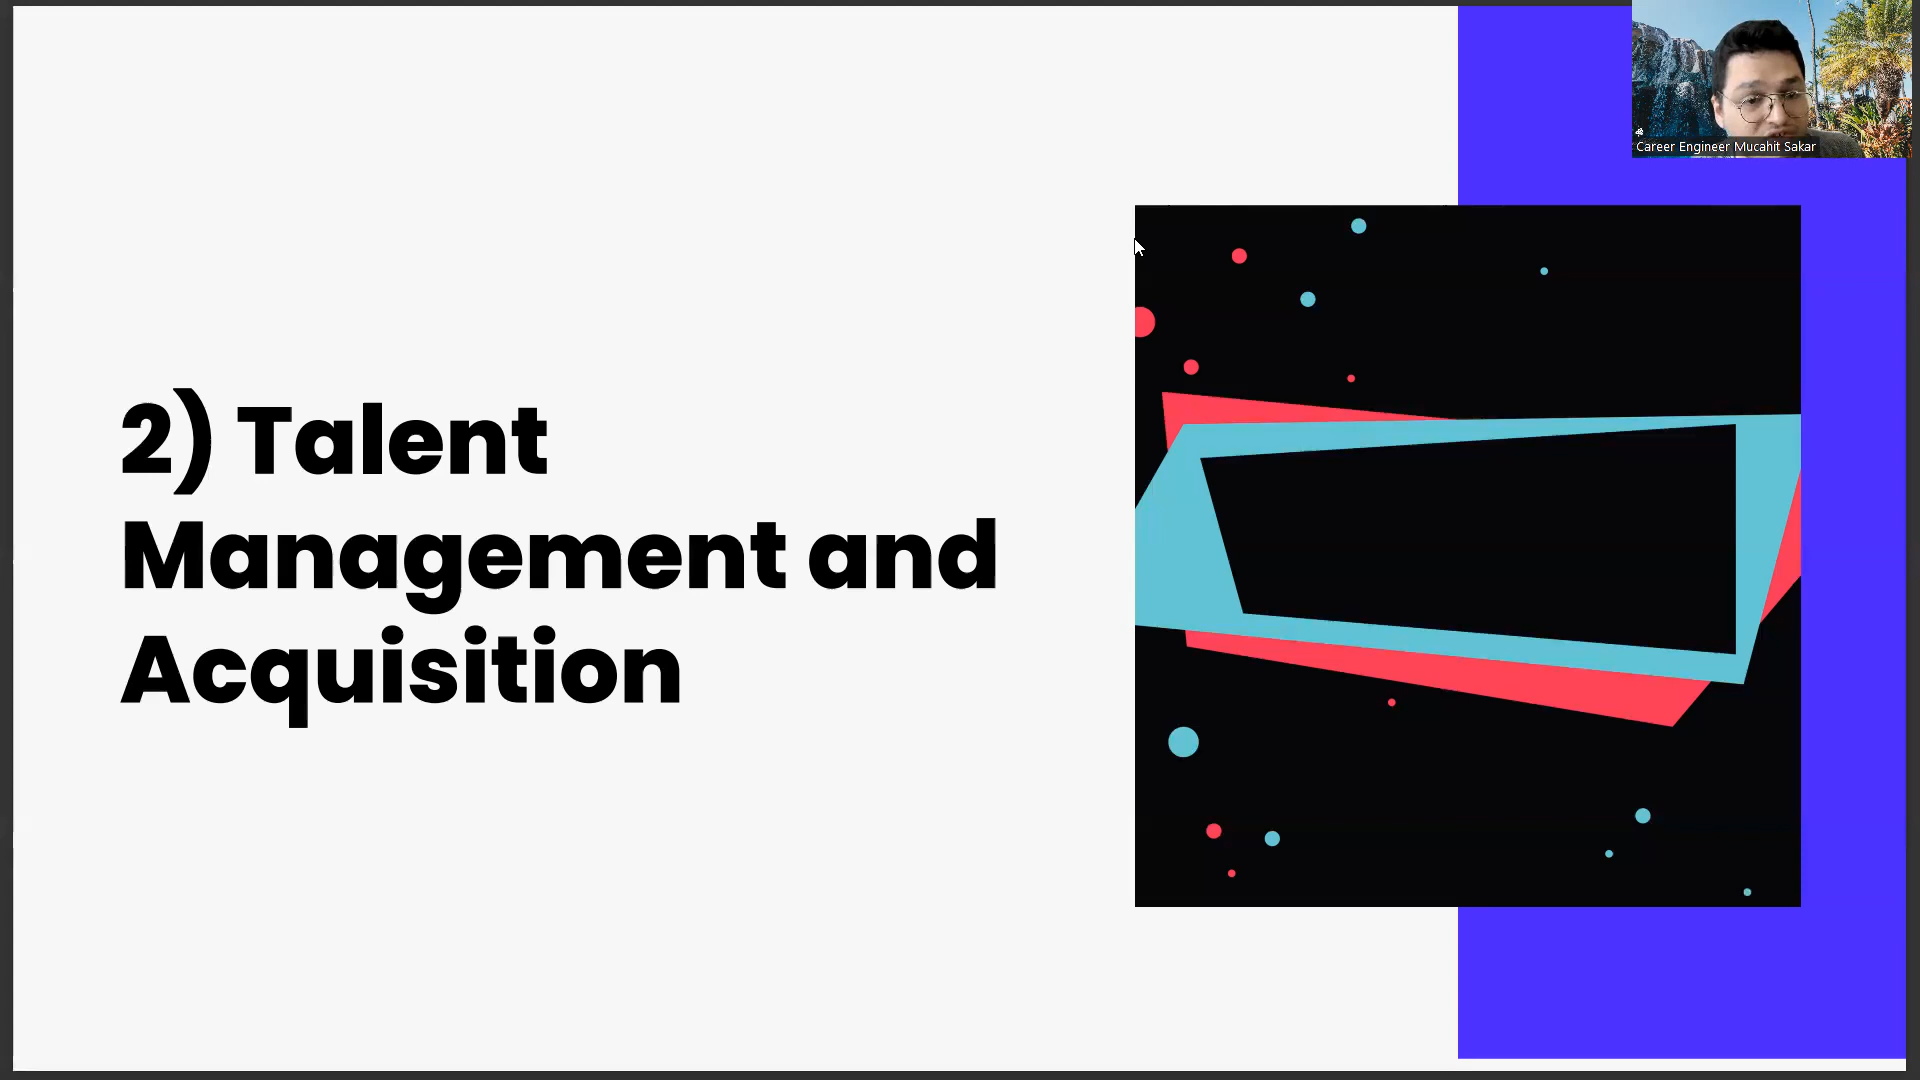 Career Engineer Mucahit Sakar
2) Talent
Management and
Acquisition